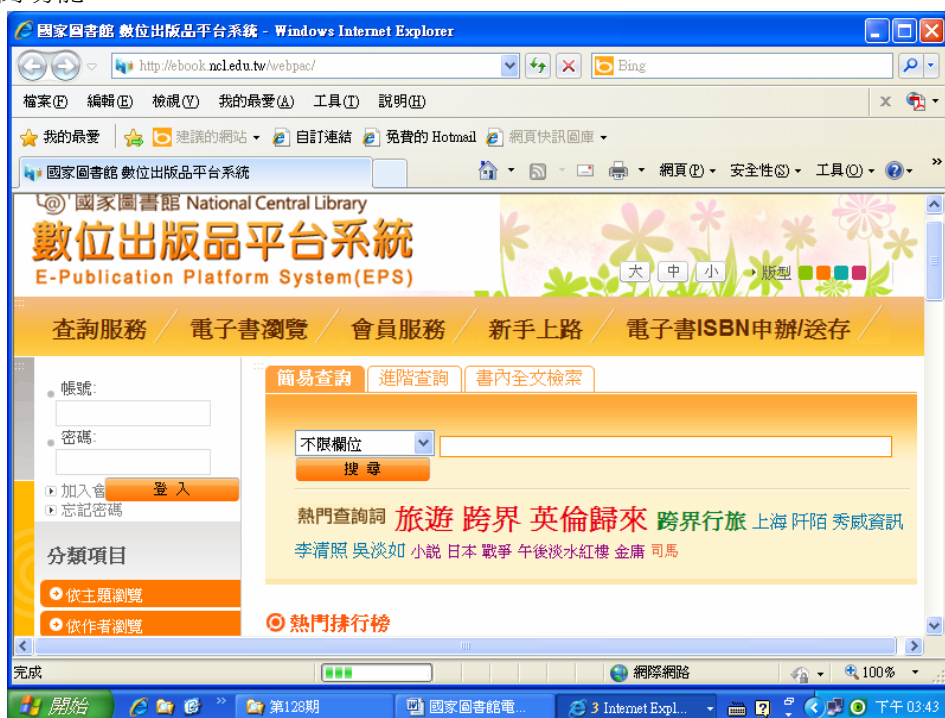 國家圖書館 數位出版品平台系統 - Windows Internet Explorer
http://ebook.ncl.edu.tw/webpac/
Bing
檔案(F) 編輯(E) 檢視(V) 我的最愛(A) 工具(T) 說明(H)
我的最愛 建議的網站 自訂連結 免費的 Hotmail 網頁快訊圖庫
國家圖書館 數位出版品平台系統
網頁(P) 安全性(S) 工具(O)
國家圖書館 National Central Library
數位出版品平台系統
E-Publication Platform System(EPS)
大 中 小 版型
查詢服務 電子書瀏覽 會員服務 新手上路 電子書ISBN申辦/送存
帳號:
密碼:
登 入
加入會
忘記密碼
分類項目
依主題瀏覽
依作者瀏覽
簡易查詢 進階查詢 書內全文檢索
不限欄位
搜 尋
熱門查詢詞 旅遊 跨界 英倫歸來 跨界行旅 上海 阡陌 秀威資訊
李清照 吳淡如 小說 日本 戰爭 午後淡水紅樓 金庸 司馬
熱門排行榜
完成 網際網路 100%
開始 第128期 國家圖書館電... 3 Internet Expl... 下午 03:43